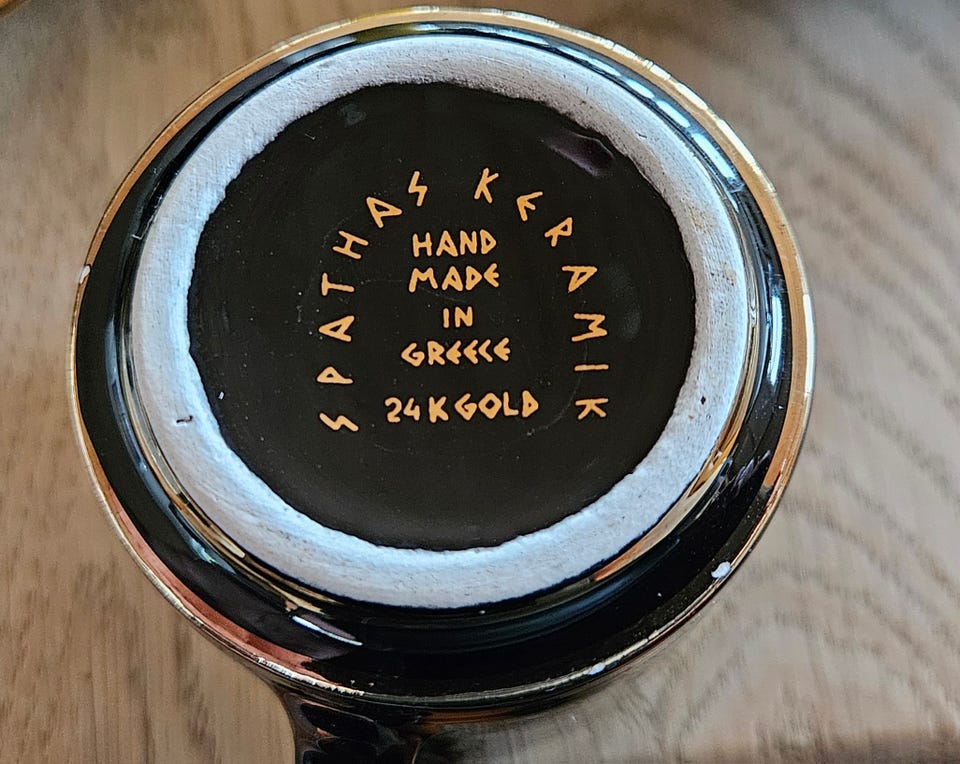 SPATHAS KERAMIK
HAND
MADE
IN
GREECE
24K GOLD